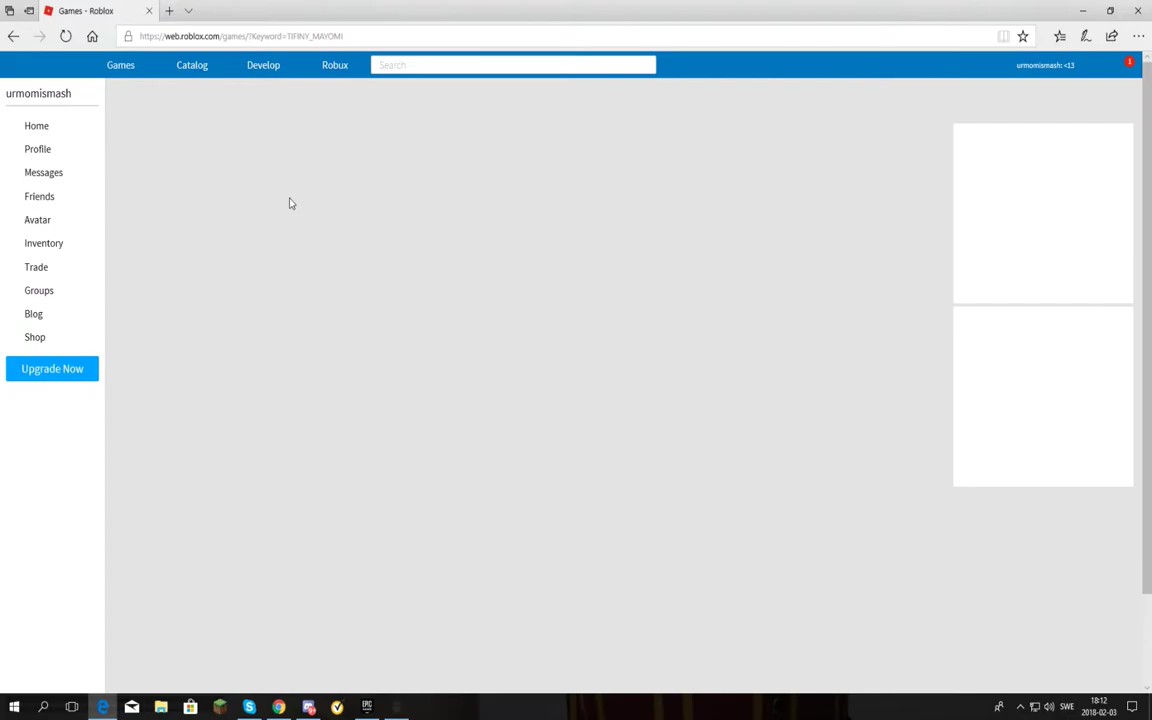 Games - Roblox
https://web.roblox.com/games/?Keyword=TIFINY_MAYOMI
Games Catalog Develop Robux Search urmomismash: <13 1
urmomismash
Home
Profile
Messages
Friends
Avatar
Inventory
Trade
Groups
Blog
Shop
Upgrade Now
EPIC
SWE
18:12
2018-02-03